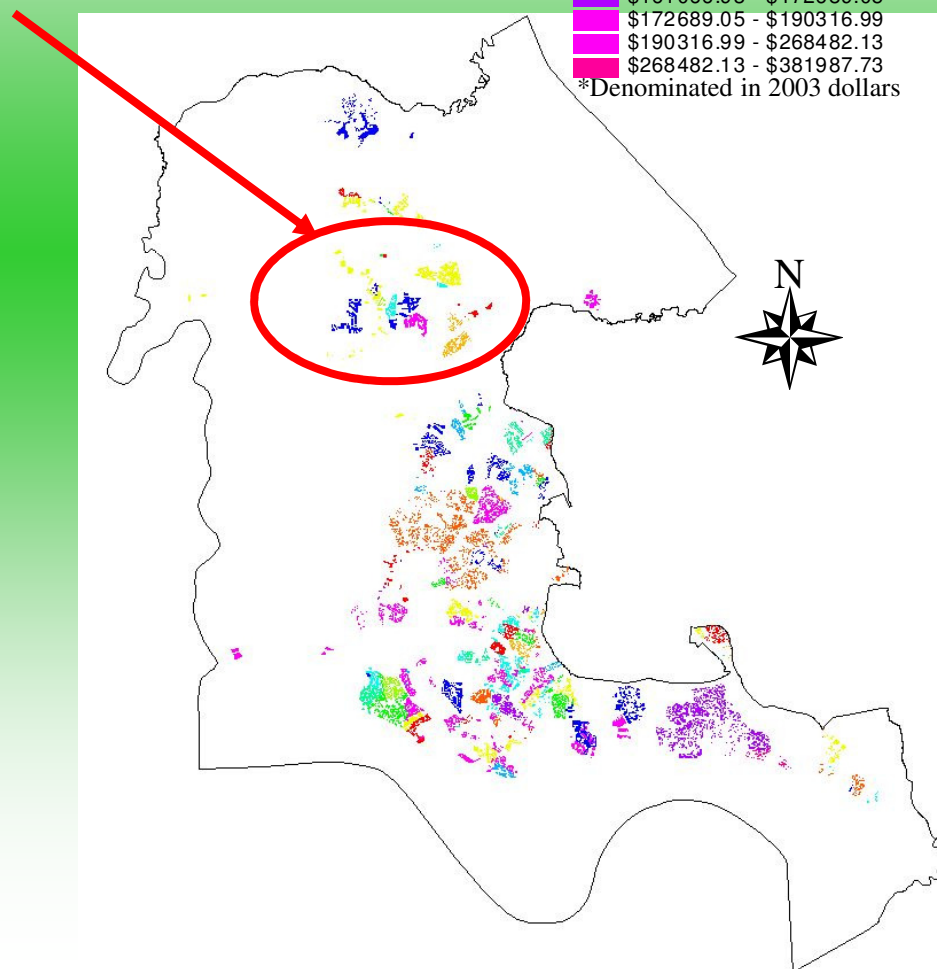 $172689.05 - $190316.99
$190316.99 - $268482.13
$268482.13 - $381987.73
*Denominated in 2003 dollars
N